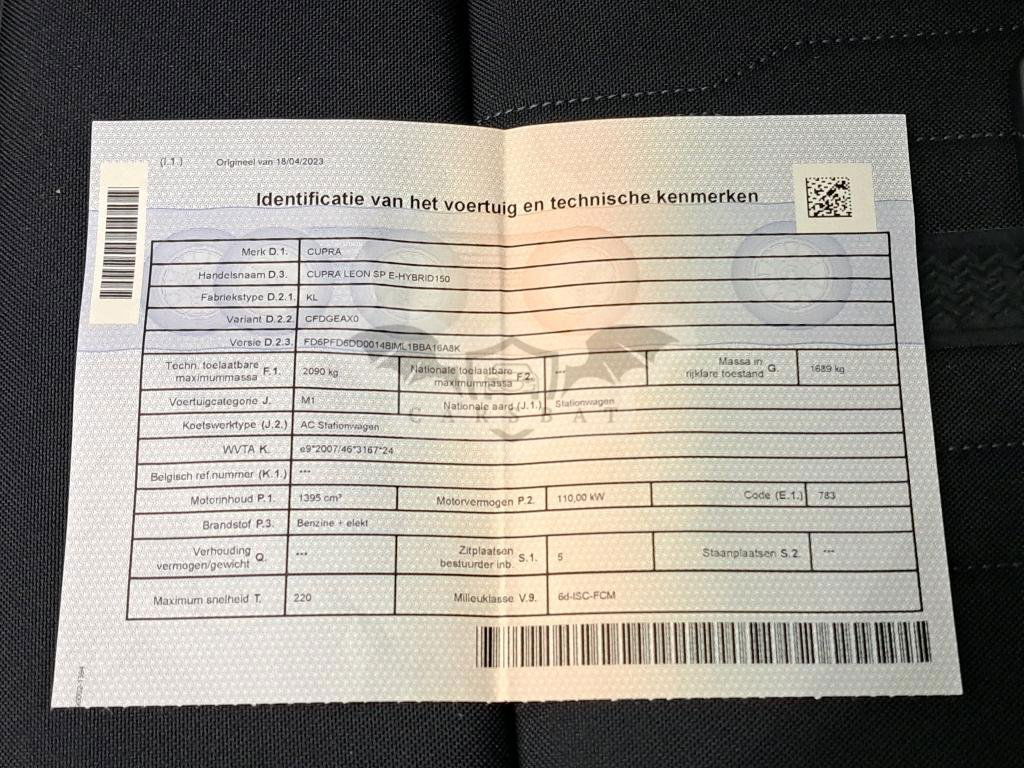 (I.1.) Origineel van 18/04/2023
Identificatie van het voertuig en technische kenmerken
Merk D.1. CUPRA
Handelsnaam D.3. CUPRA LEON SP E-HYBRID150
Fabriekstype D.2.1. KL
Variant D.2.2. CFDGEAX0
Versie D.2.3. FD6PFD6DD0014BIML1BBA16A8K
Techn. toelaatbare maximummassa F.1. 2090 kg Nationale toelaatbare maximummassa F.2. --- Massa in rijklare toestand G. 1689 kg
Voertuigcategorie J. M1 Nationale aard (J.1.) Stationwagen
CARSBAT
Koetswerktype (J.2.) AC Stationwagen
WVTA K. e9*2007/46*3167*24
Belgisch ref.nummer (K.1.) ---
Motorinhoud P.1. 1395 cm³ Motorvermogen P.2. 110,00 kW Code (E.1.) 783
Brandstof P.3. Benzine + elekt
Verhouding vermogen/gewicht Q. --- Zitplaatsen bestuurder inb. S.1. 5 Staanplaatsen S.2. ---
Maximum snelheid T. 220 Milieuklasse V.9. 6d-ISC-FCM